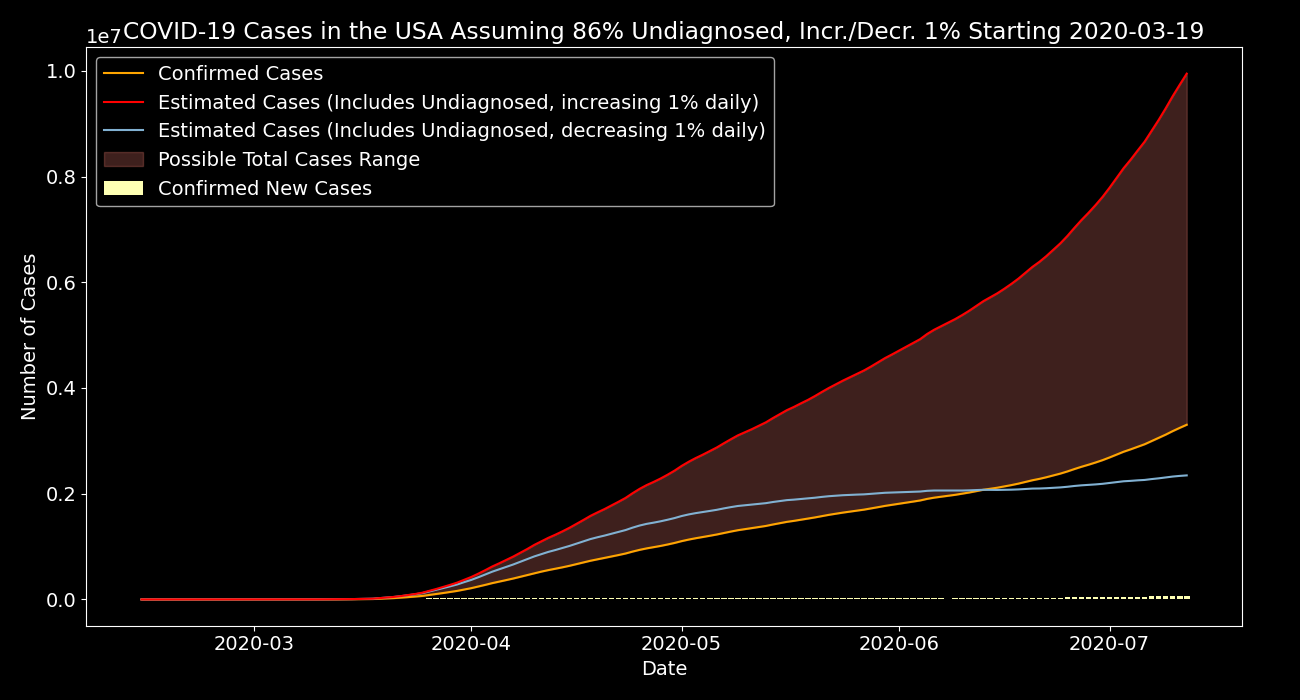 1e7
COVID-19 Cases in the USA Assuming 86% Undiagnosed, Incr./Decr. 1% Starting 2020-03-19
Confirmed Cases
Estimated Cases (Includes Undiagnosed, increasing 1% daily)
Estimated Cases (Includes Undiagnosed, decreasing 1% daily)
Possible Total Cases Range
Confirmed New Cases
Number of Cases
1.0
0.8
0.6
0.4
0.2
0.0
2020-03
2020-04
2020-05
2020-06
2020-07
Date